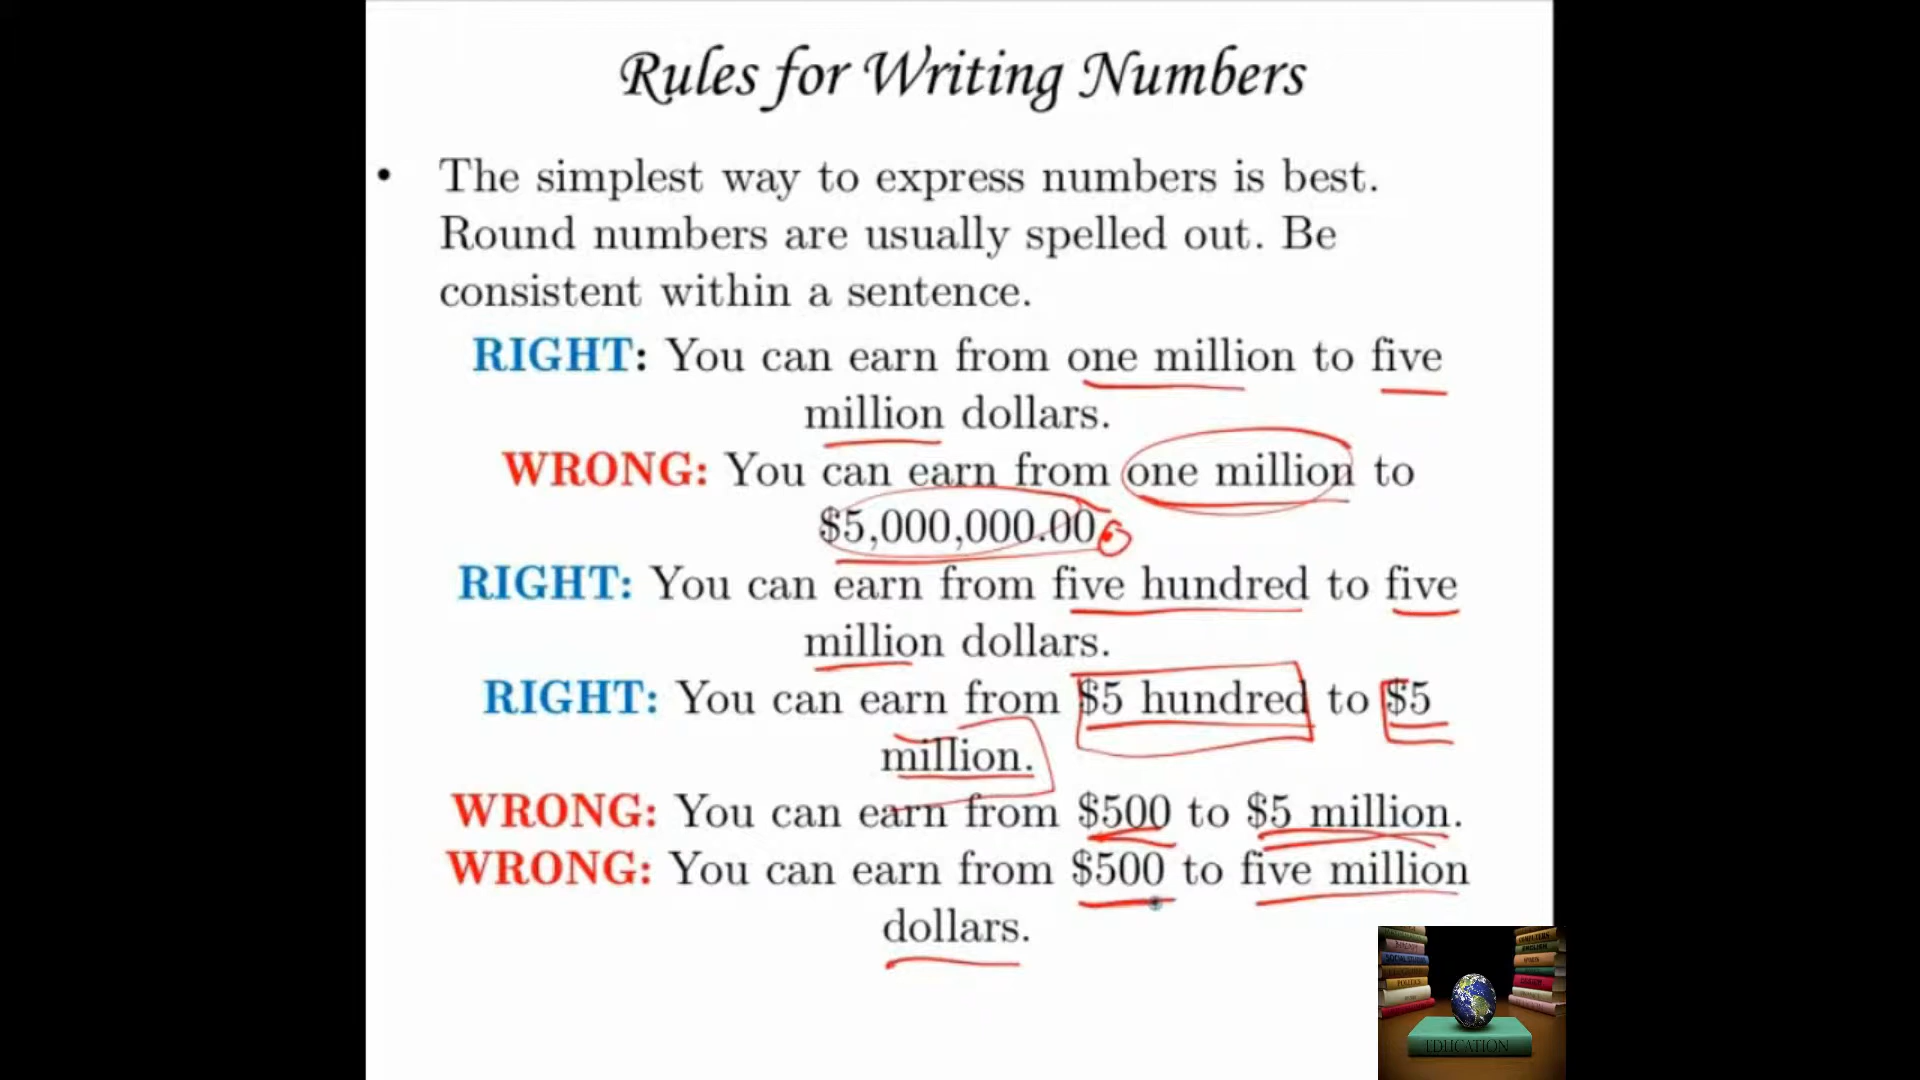 Rules for Writing Numbers
• The simplest way to express numbers is best.
Round numbers are usually spelled out. Be
consistent within a sentence.
RIGHT: You can earn from one million to five
million dollars.
WRONG: You can earn from one million to
$5,000,000.00
RIGHT: You can earn from five hundred to five
million dollars.
RIGHT: You can earn from $5 hundred to $5
million.
WRONG: You can earn from $500 to $5 million.
WRONG: You can earn from $500 to five million
dollars.
EDUCATION